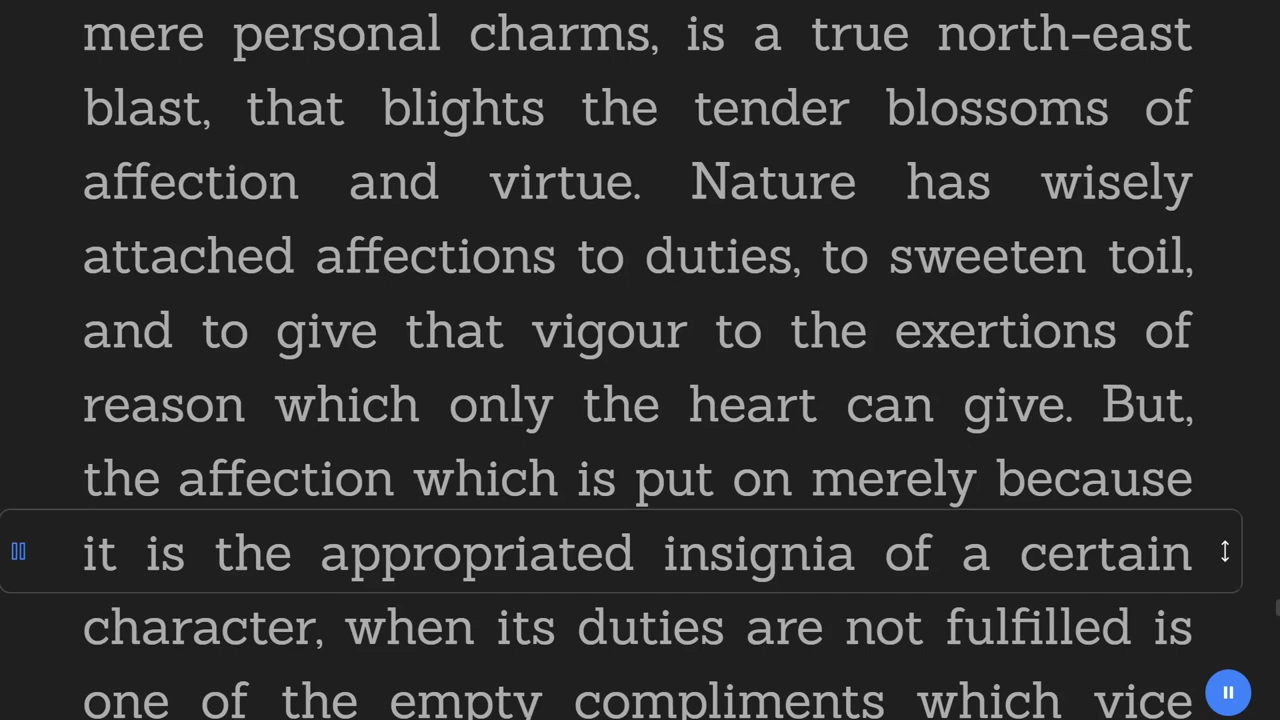 mere personal charms, is a true north-east
blast, that blights the tender blossoms of
affection and virtue. Nature has wisely
attached affections to duties, to sweeten toil,
and to give that vigour to the exertions of
reason which only the heart can give. But,
the affection which is put on merely because
it is the appropriated insignia of a certain
character, when its duties are not fulfilled is
one of the empty compliments which vice